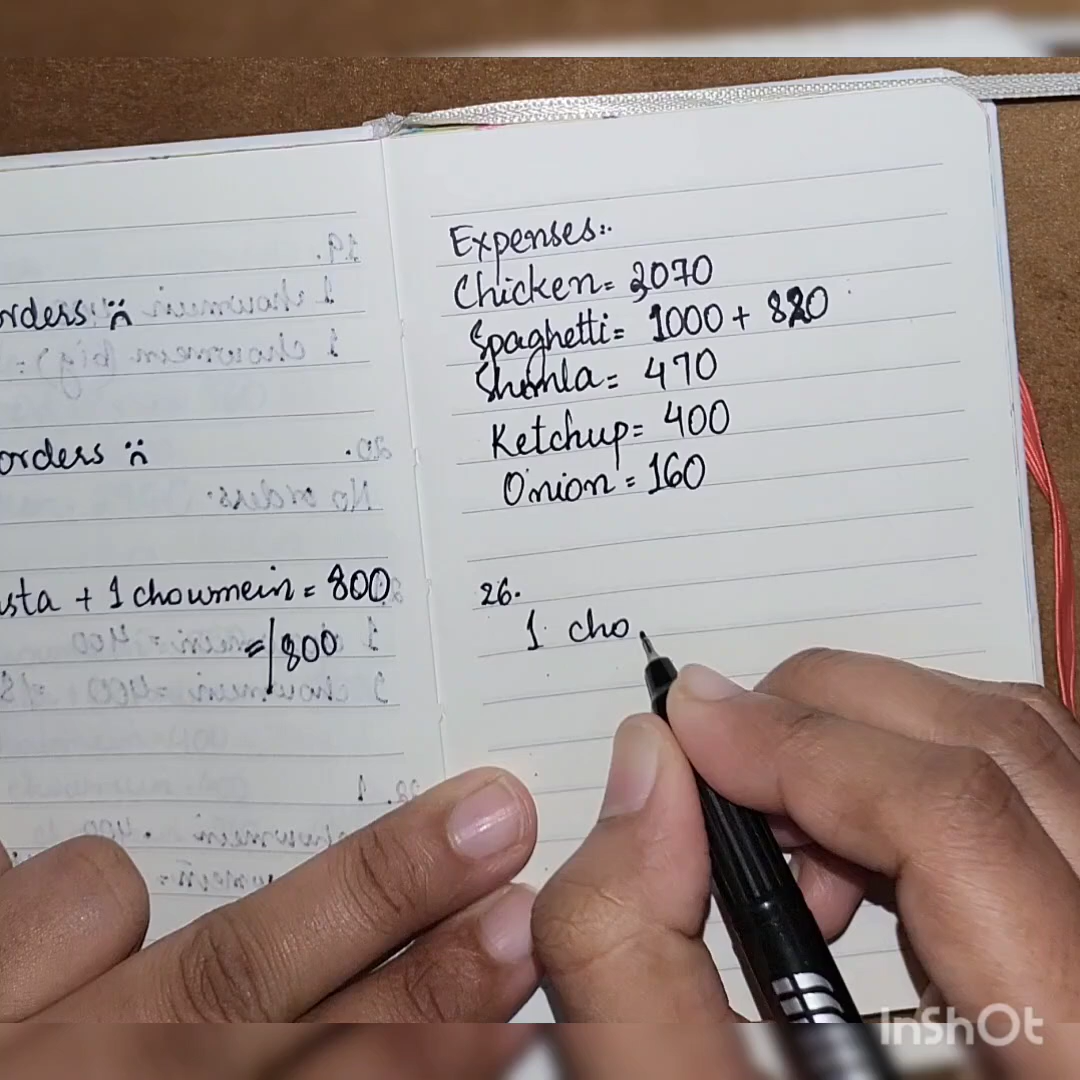 orders :(
orders :(
sta + 1 chowmein = 800
= 800
Expenses:-
Chicken = 2070
Spaghetti = 1000 + 820
Shimla = 470
Ketchup = 400
Onion = 160
26.
1 cho
InShOt